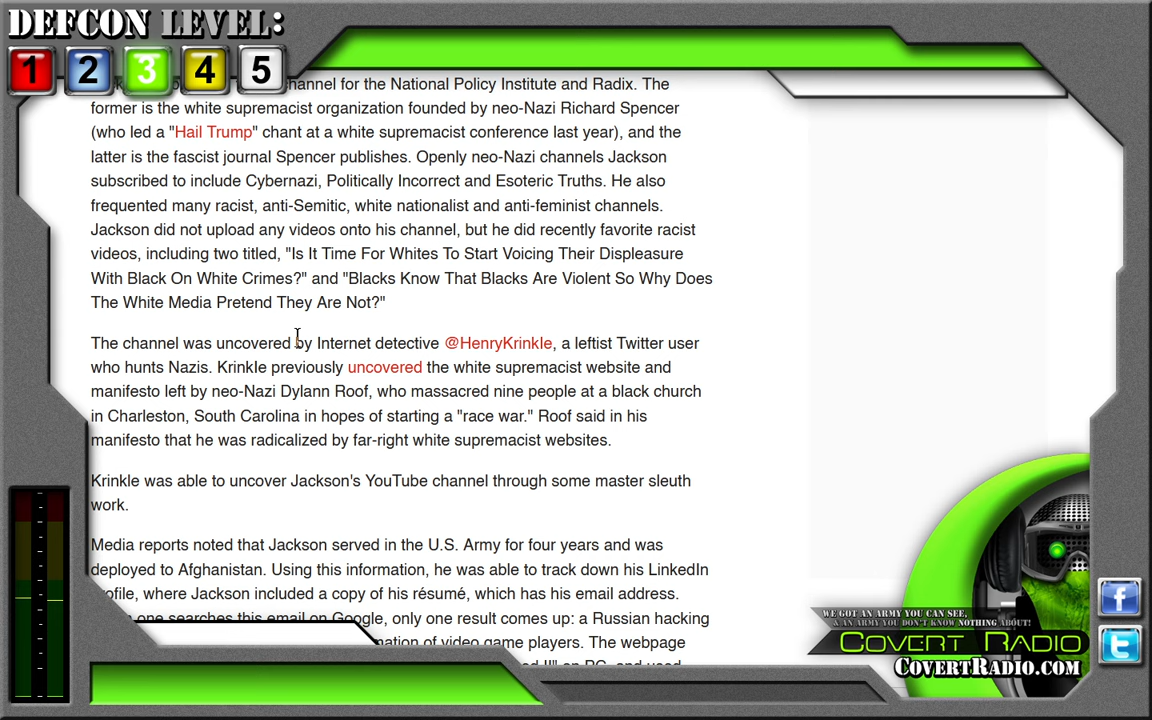 DEFCON LEVEL:
1 2 3 4 5
channel for the National Policy Institute and Radix. The
former is the white supremacist organization founded by neo-Nazi Richard Spencer
(who led a "Hail Trump" chant at a white supremacist conference last year), and the
latter is the fascist journal Spencer publishes. Openly neo-Nazi channels Jackson
subscribed to include Cybernazi, Politically Incorrect and Esoteric Truths. He also
frequented many racist, anti-Semitic, white nationalist and anti-feminist channels.
Jackson did not upload any videos onto his channel, but he did recently favorite racist
videos, including two titled, "Is It Time For Whites To Start Voicing Their Displeasure
With Black On White Crimes?" and "Blacks Know That Blacks Are Violent So Why Does
The White Media Pretend They Are Not?"
The channel was uncovered by Internet detective @HenryKrinkle, a leftist Twitter user
who hunts Nazis. Krinkle previously uncovered the white supremacist website and
manifesto left by neo-Nazi Dylann Roof, who massacred nine people at a black church
in Charleston, South Carolina in hopes of starting a "race war." Roof said in his
manifesto that he was radicalized by far-right white supremacist websites.
Krinkle was able to uncover Jackson's YouTube channel through some master sleuth
work.
Media reports noted that Jackson served in the U.S. Army for four years and was
deployed to Afghanistan. Using this information, he was able to track down his LinkedIn
profile, where Jackson included a copy of his résumé, which has his email address.
one searches this email on Google, only one result comes up: a Russian hacking
mation of video game players. The webpage
on PC, and used
WE GOT AN ARMY YOU CAN SEE,
& AN ARMY YOU DON'T KNOW NOTHING ABOUT!
COVERT RADIO
COVERTRADIO.COM